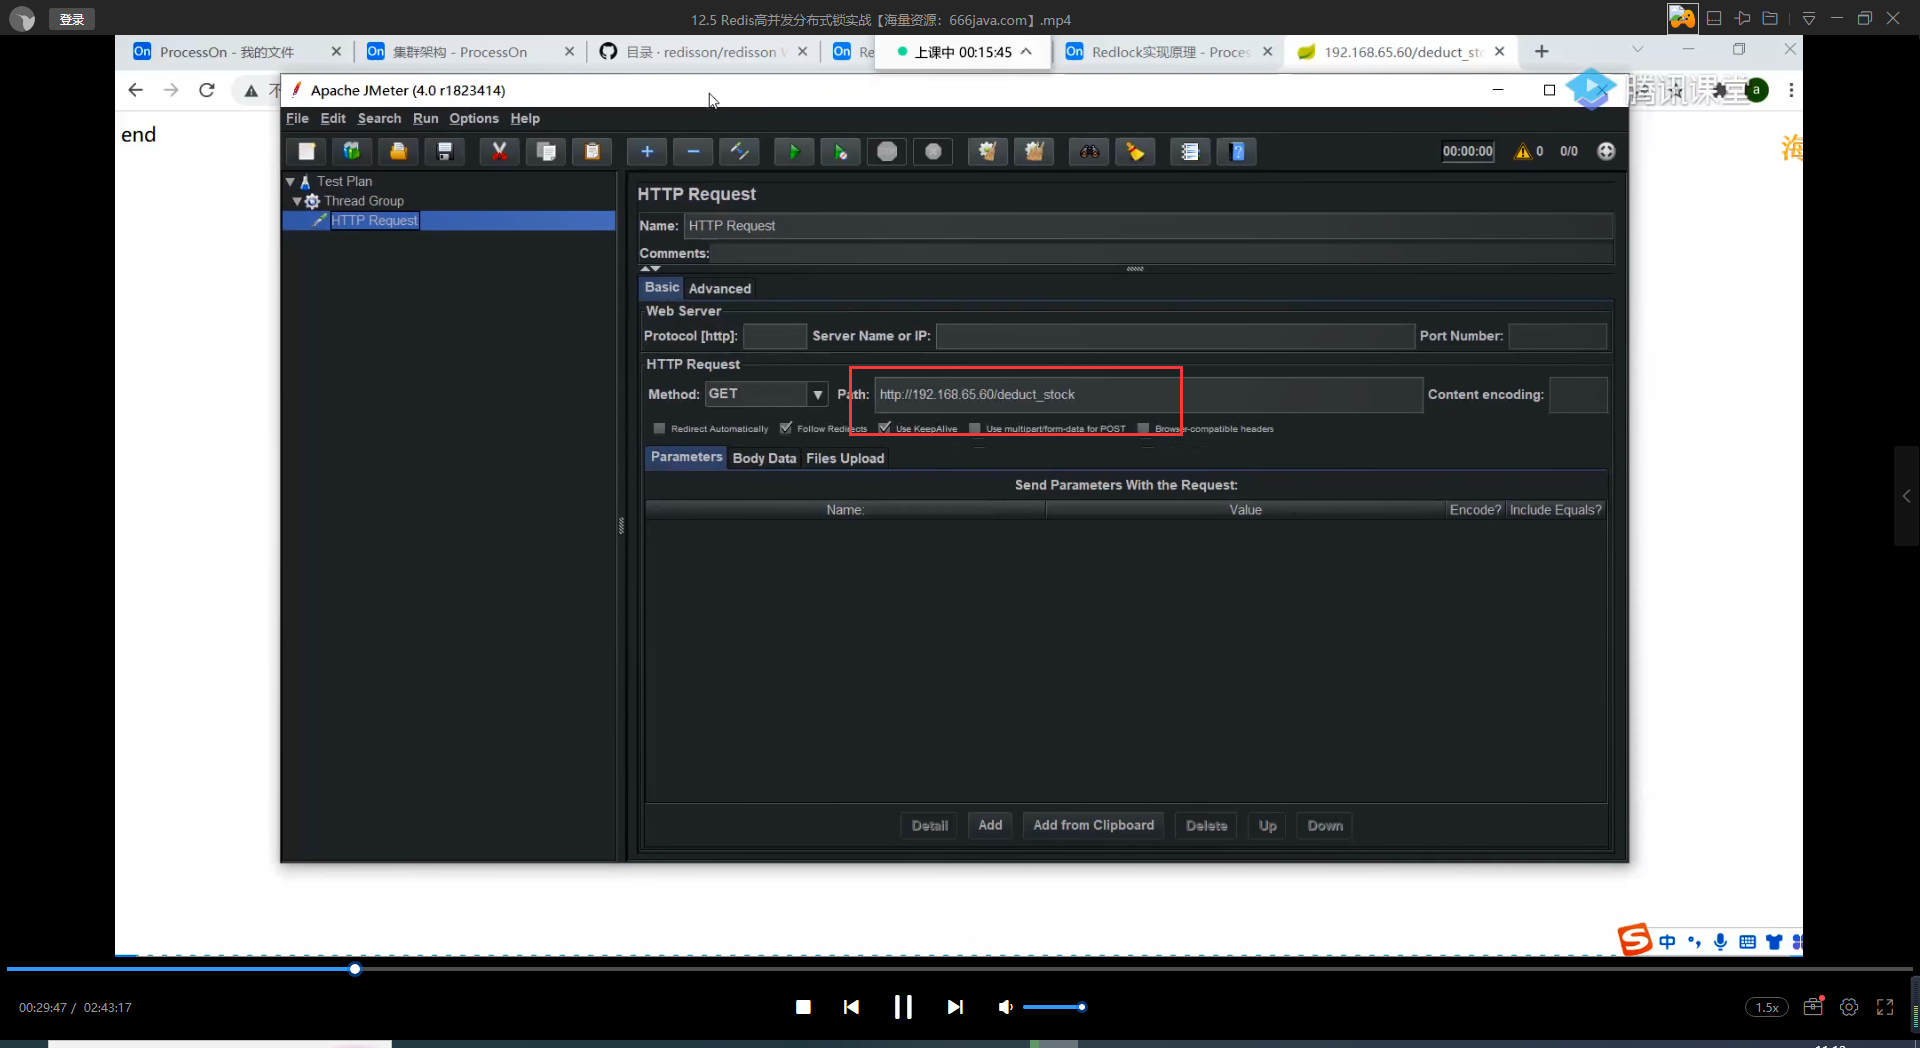 登录
12.5 Redis高并发分布式锁实战【海量资源：666java.com】.mp4
ProcessOn - 我的文件
集群架构 - ProcessOn
目录 · redisson/redisson
Re
上课中 00:15:45
Redlock实现原理 - Proces
192.168.65.60/deduct_st
不
Apache JMeter (4.0 r1823414)
腾讯课堂
a
File Edit Search Run Options Help
end
海
00:00:00
0
0/0
Test Plan
Thread Group
HTTP Request
HTTP Request
Name: HTTP Request
Comments:
Basic Advanced
Web Server
Protocol [http]: Server Name or IP: Port Number:
HTTP Request
Method: GET Path: http://192.168.65.60/deduct_stock Content encoding:
Redirect Automatically Follow Redirects Use KeepAlive Use multipart/form-data for POST Browser-compatible headers
Parameters Body Data Files Upload
Send Parameters With the Request:
Name: Value Encode? Include Equals?
Detail Add Add from Clipboard Delete Up Down
中
00:29:47 / 02:43:17
1.5x